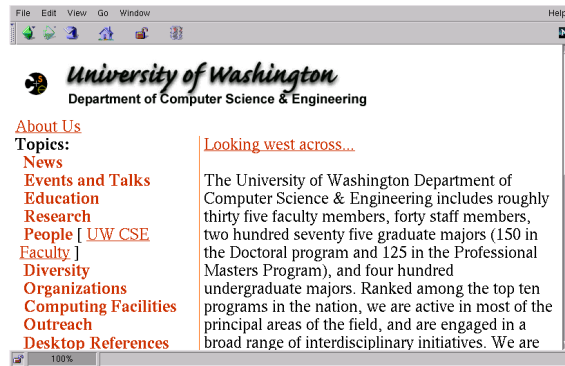 File Edit View Go Window Help
University of Washington
Department of Computer Science & Engineering
About Us
Topics:
News
Events and Talks
Education
Research
People [ UW CSE
Faculty ]
Diversity
Organizations
Computing Facilities
Outreach
Desktop References
Looking west across...
The University of Washington Department of
Computer Science & Engineering includes roughly
thirty five faculty members, forty staff members,
two hundred seventy five graduate majors (150 in
the Doctoral program and 125 in the Professional
Masters Program), and four hundred
undergraduate majors. Ranked among the top ten
programs in the nation, we are active in most of the
principal areas of the field, and are engaged in a
broad range of interdisciplinary initiatives. We are
100%